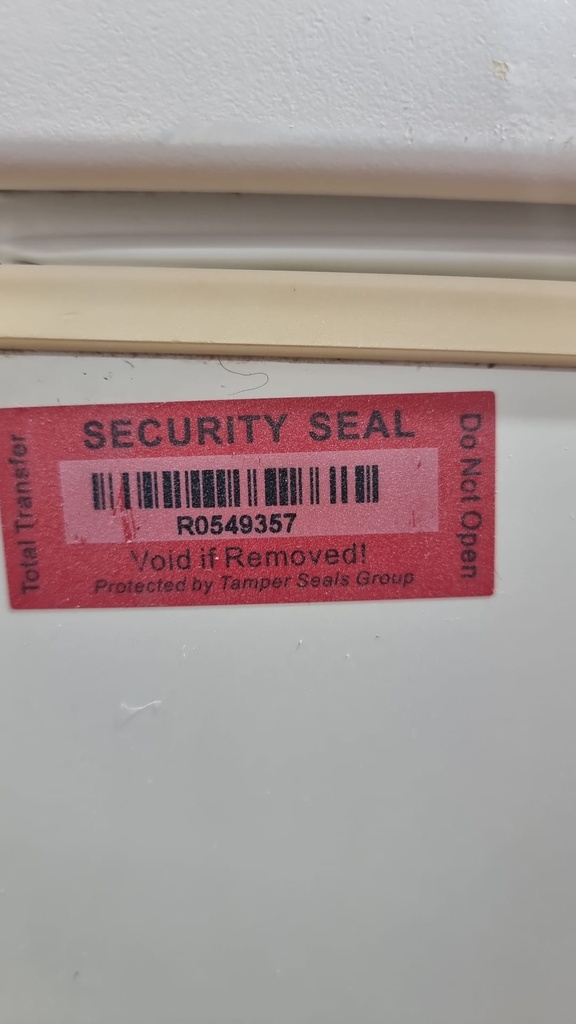 SECURITY SEAL
Total Transfer
R0549357
Do Not Open
Void if Removed!
Protected by Tamper Seals Group